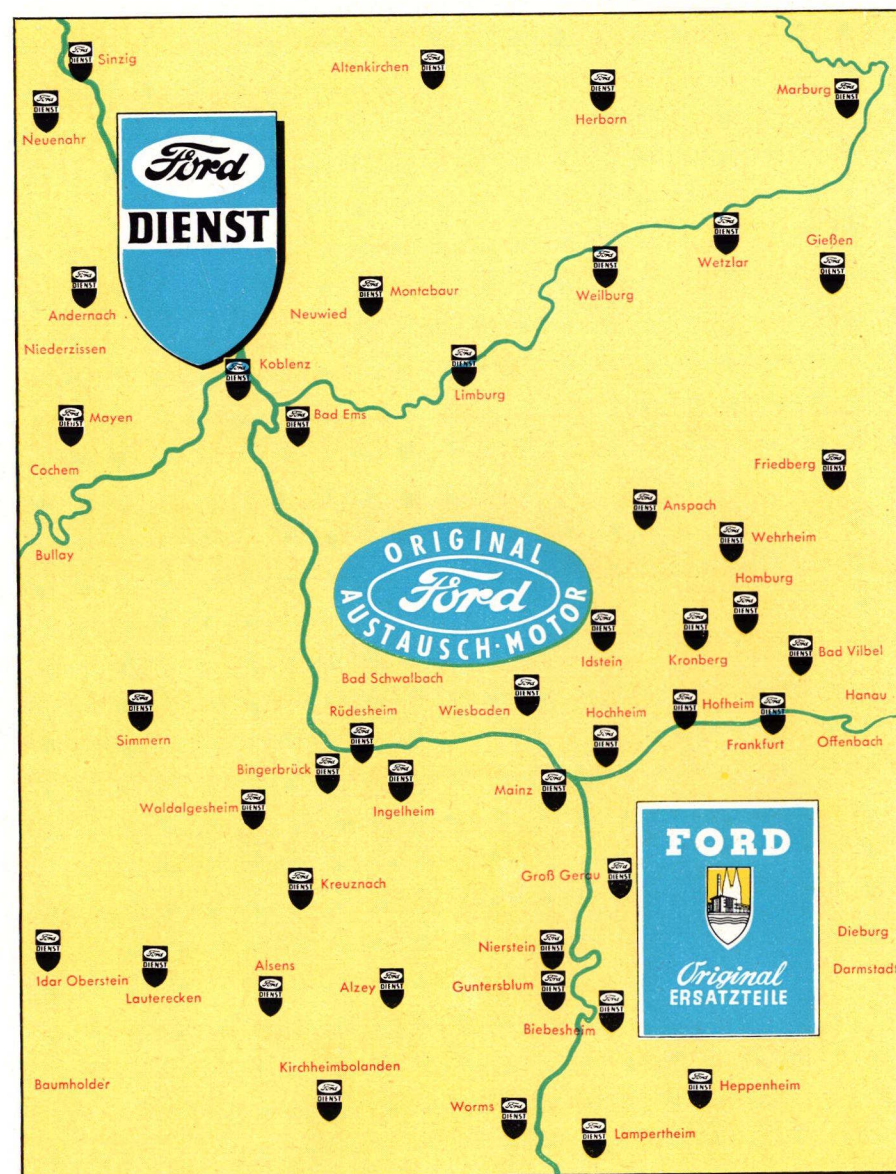 Ford
DIENST
Sinzig
Altenkirchen
Herborn
Marburg
Neuenahr
Ford
DIENST
Wetzlar
Gießen
Weilburg
Andernach
Neuwied
Montabaur
Niederzissen
Koblenz
Limburg
Mayen
Bad Ems
Cochem
Friedberg
Anspach
Bullay
Wehrheim
ORIGINAL
Ford
AUSTAUSCH-MOTOR
Homburg
Idstein
Kronberg
Bad Vilbel
Bad Schwalbach
Rüdesheim
Wiesbaden
Hochheim
Hofheim
Hanau
Simmern
Frankfurt
Offenbach
Bingerbrück
Waldalgesheim
Ingelheim
Mainz
FORD
Original
ERSATZTEILE
Kreuznach
Groß Gerau
Dieburg
Nierstein
Darmstadt
Idar Oberstein
Lauterecken
Alsens
Alzey
Guntersblum
Biebesheim
Baumholder
Kirchheimbolanden
Worms
Heppenheim
Lampertheim